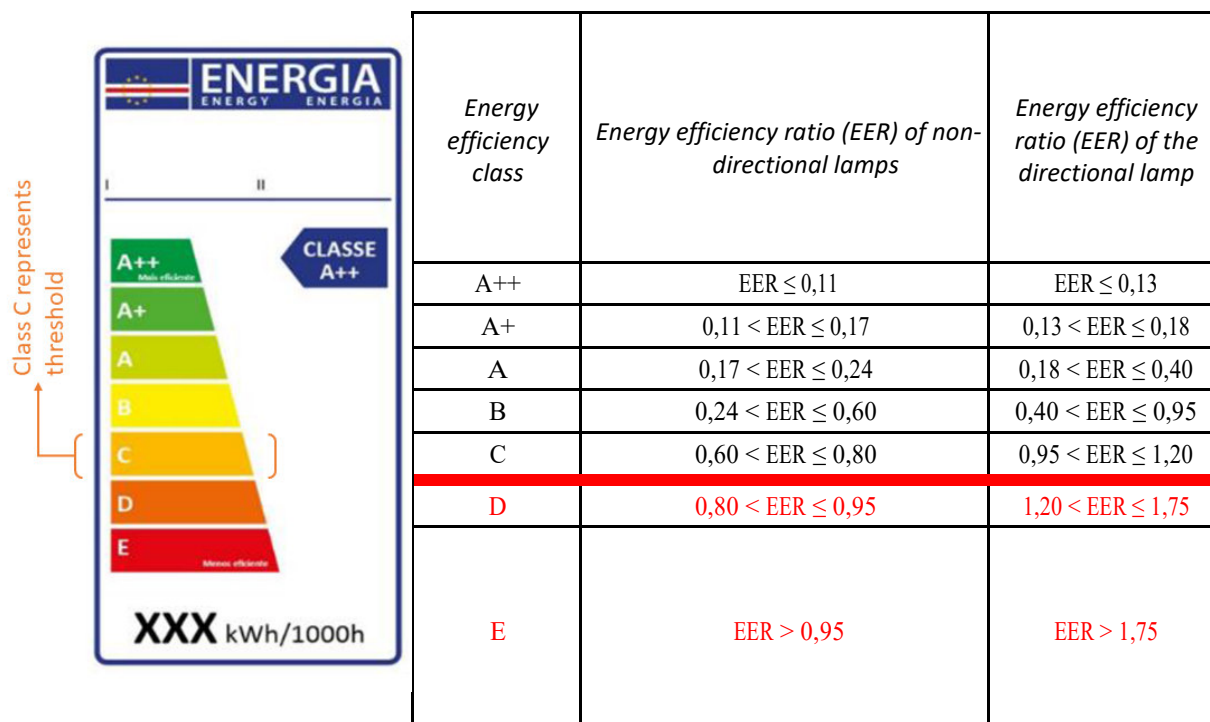 Class C represents
threshold
ENERGIA
ENERGY ENERGIA
I II
CLASSE
A++
A++
Mais eficiente
A+
A
B
C
D
E
Menos eficiente
XXX kWh/1000h
Energy
efficiency
class
Energy efficiency ratio (EER) of non-
directional lamps
Energy efficiency
ratio (EER) of the
directional lamp
A++ EER ≤ 0,11 EER ≤ 0,13
A+ 0,11 < EER ≤ 0,17 0,13 < EER ≤ 0,18
A 0,17 < EER ≤ 0,24 0,18 < EER ≤ 0,40
B 0,24 < EER ≤ 0,60 0,40 < EER ≤ 0,95
C 0,60 < EER ≤ 0,80 0,95 < EER ≤ 1,20
D 0,80 < EER ≤ 0,95 1,20 < EER ≤ 1,75
E EER > 0,95 EER > 1,75